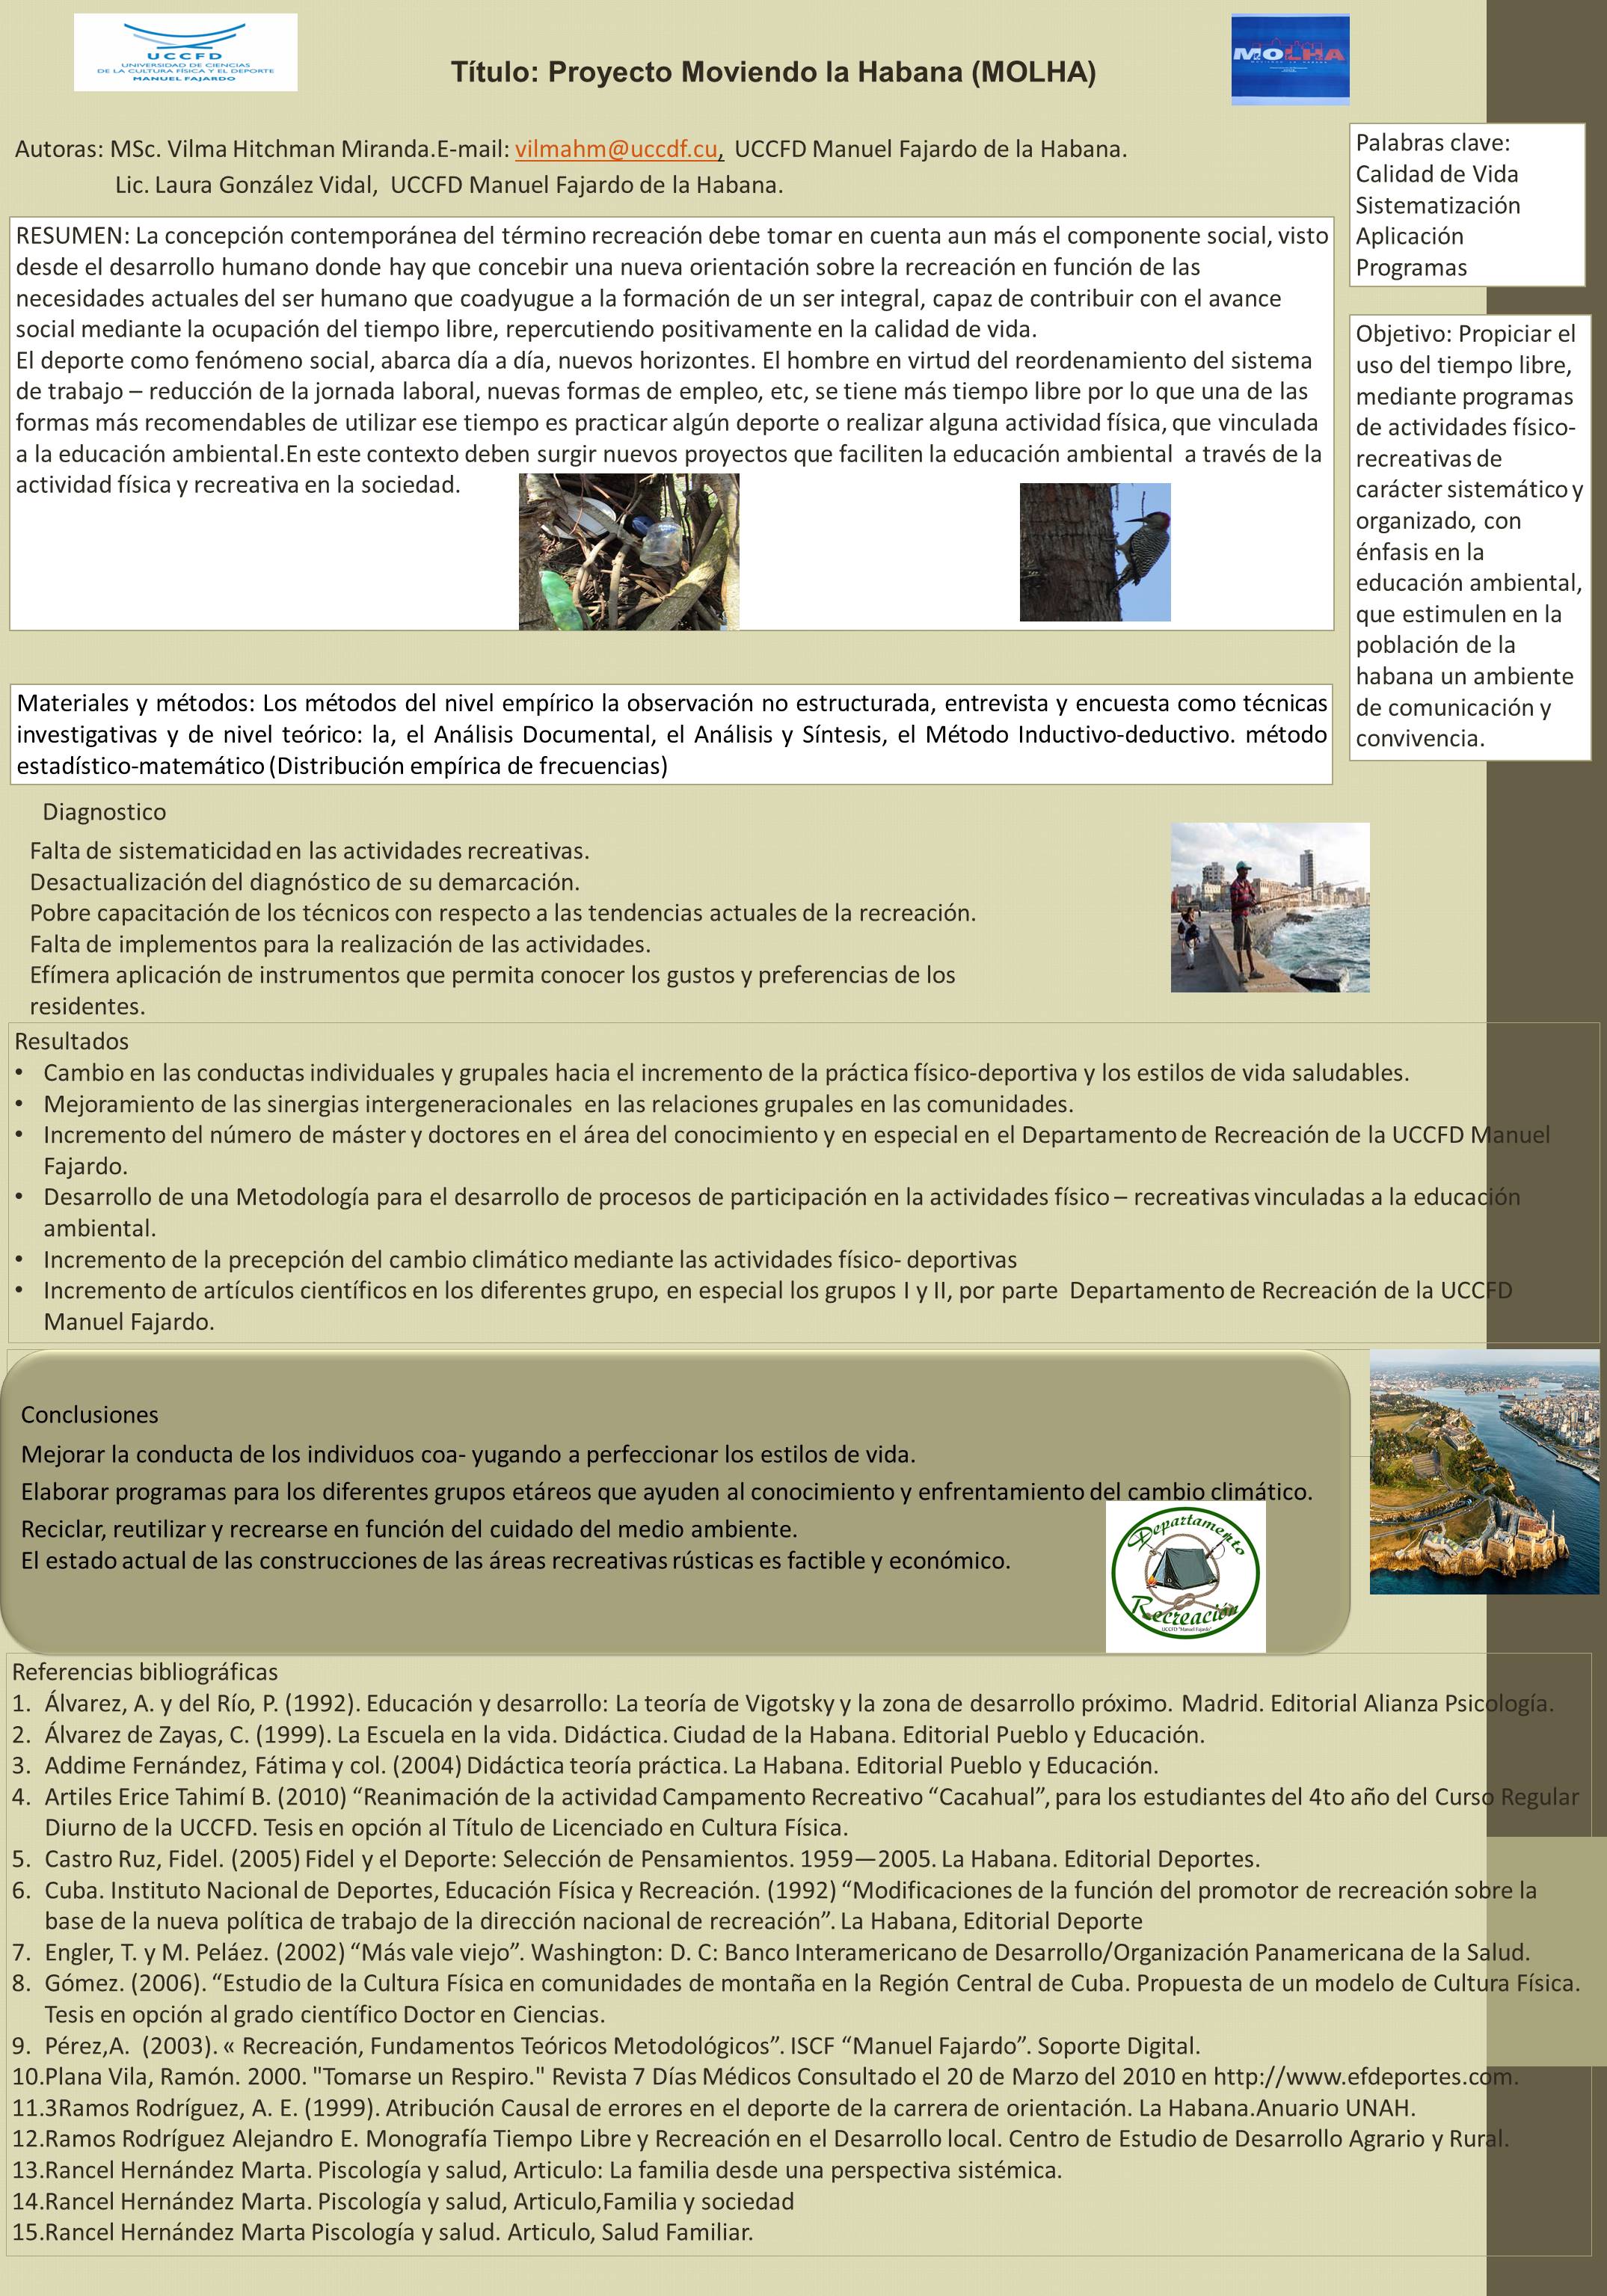 UCCFD
UNIVERSIDAD DE CIENCIAS
DE LA CULTURA FÍSICA Y EL DEPORTE
MANUEL FAJARDO
Título: Proyecto Moviendo la Habana (MOLHA)
MOLHA
Autoras: MSc. Vilma Hitchman Miranda.E-mail: vilmahm@uccdf.cu, UCCFD Manuel Fajardo de la Habana.
Lic. Laura González Vidal, UCCFD Manuel Fajardo de la Habana.
Palabras clave:
Calidad de Vida
Sistematización
Aplicación
Programas
RESUMEN: La concepción contemporánea del término recreación debe tomar en cuenta aun más el componente social, visto
desde el desarrollo humano donde hay que concebir una nueva orientación sobre la recreación en función de las
necesidades actuales del ser humano que coadyugue a la formación de un ser integral, capaz de contribuir con el avance
social mediante la ocupación del tiempo libre, repercutiendo positivamente en la calidad de vida.
El deporte como fenómeno social, abarca día a día, nuevos horizontes. El hombre en virtud del reordenamiento del sistema
de trabajo – reducción de la jornada laboral, nuevas formas de empleo, etc, se tiene más tiempo libre por lo que una de las
formas más recomendables de utilizar ese tiempo es practicar algún deporte o realizar alguna actividad física, que vinculada
a la educación ambiental.En este contexto deben surgir nuevos proyectos que faciliten la educación ambiental a través de la
actividad física y recreativa en la sociedad.
Objetivo: Propiciar el
uso del tiempo libre,
mediante programas
de actividades físico-
recreativas de
carácter sistemático y
organizado, con
énfasis en la
educación ambiental,
que estimulen en la
población de la
habana un ambiente
de comunicación y
convivencia.
Materiales y métodos: Los métodos del nivel empírico la observación no estructurada, entrevista y encuesta como técnicas
investigativas y de nivel teórico: la, el Análisis Documental, el Análisis y Síntesis, el Método Inductivo-deductivo. método
estadístico-matemático (Distribución empírica de frecuencias)
Diagnostico
Falta de sistematicidad en las actividades recreativas.
Desactualización del diagnóstico de su demarcación.
Pobre capacitación de los técnicos con respecto a las tendencias actuales de la recreación.
Falta de implementos para la realización de las actividades.
Efímera aplicación de instrumentos que permita conocer los gustos y preferencias de los
residentes.
Resultados
• Cambio en las conductas individuales y grupales hacia el incremento de la práctica físico-deportiva y los estilos de vida saludables.
• Mejoramiento de las sinergias intergeneracionales en las relaciones grupales en las comunidades.
• Incremento del número de máster y doctores en el área del conocimiento y en especial en el Departamento de Recreación de la UCCFD Manuel
Fajardo.
• Desarrollo de una Metodología para el desarrollo de procesos de participación en la actividades físico – recreativas vinculadas a la educación
ambiental.
• Incremento de la precepción del cambio climático mediante las actividades físico- deportivas
• Incremento de artículos científicos en los diferentes grupo, en especial los grupos I y II, por parte Departamento de Recreación de la UCCFD
Manuel Fajardo.
Conclusiones
Mejorar la conducta de los individuos coa- yugando a perfeccionar los estilos de vida.
Elaborar programas para los diferentes grupos etáreos que ayuden al conocimiento y enfrentamiento del cambio climático.
Reciclar, reutilizar y recrearse en función del cuidado del medio ambiente.
El estado actual de las construcciones de las áreas recreativas rústicas es factible y económico.
Departamento
Recreación
UCCFD "Manuel Fajardo"
Referencias bibliográficas
1. Álvarez, A. y del Río, P. (1992). Educación y desarrollo: La teoría de Vigotsky y la zona de desarrollo próximo. Madrid. Editorial Alianza Psicología.
2. Álvarez de Zayas, C. (1999). La Escuela en la vida. Didáctica. Ciudad de la Habana. Editorial Pueblo y Educación.
3. Addime Fernández, Fátima y col. (2004) Didáctica teoría práctica. La Habana. Editorial Pueblo y Educación.
4. Artiles Erice Tahimí B. (2010) “Reanimación de la actividad Campamento Recreativo “Cacahual”, para los estudiantes del 4to año del Curso Regular
Diurno de la UCCFD. Tesis en opción al Título de Licenciado en Cultura Física.
5. Castro Ruz, Fidel. (2005) Fidel y el Deporte: Selección de Pensamientos. 1959—2005. La Habana. Editorial Deportes.
6. Cuba. Instituto Nacional de Deportes, Educación Física y Recreación. (1992) “Modificaciones de la función del promotor de recreación sobre la
base de la nueva política de trabajo de la dirección nacional de recreación”. La Habana, Editorial Deporte
7. Engler, T. y M. Peláez. (2002) “Más vale viejo”. Washington: D. C: Banco Interamericano de Desarrollo/Organización Panamericana de la Salud.
8. Gómez. (2006). “Estudio de la Cultura Física en comunidades de montaña en la Región Central de Cuba. Propuesta de un modelo de Cultura Física.
Tesis en opción al grado científico Doctor en Ciencias.
9. Pérez,A. (2003). « Recreación, Fundamentos Teóricos Metodológicos”. ISCF “Manuel Fajardo”. Soporte Digital.
10.Plana Vila, Ramón. 2000. "Tomarse un Respiro." Revista 7 Días Médicos Consultado el 20 de Marzo del 2010 en http://www.efdeportes.com.
11.3Ramos Rodríguez, A. E. (1999). Atribución Causal de errores en el deporte de la carrera de orientación. La Habana.Anuario UNAH.
12.Ramos Rodríguez Alejandro E. Monografía Tiempo Libre y Recreación en el Desarrollo local. Centro de Estudio de Desarrollo Agrario y Rural.
13.Rancel Hernández Marta. Piscología y salud, Articulo: La familia desde una perspectiva sistémica.
14.Rancel Hernández Marta. Piscología y salud, Articulo,Familia y sociedad
15.Rancel Hernández Marta Piscología y salud. Articulo, Salud Familiar.